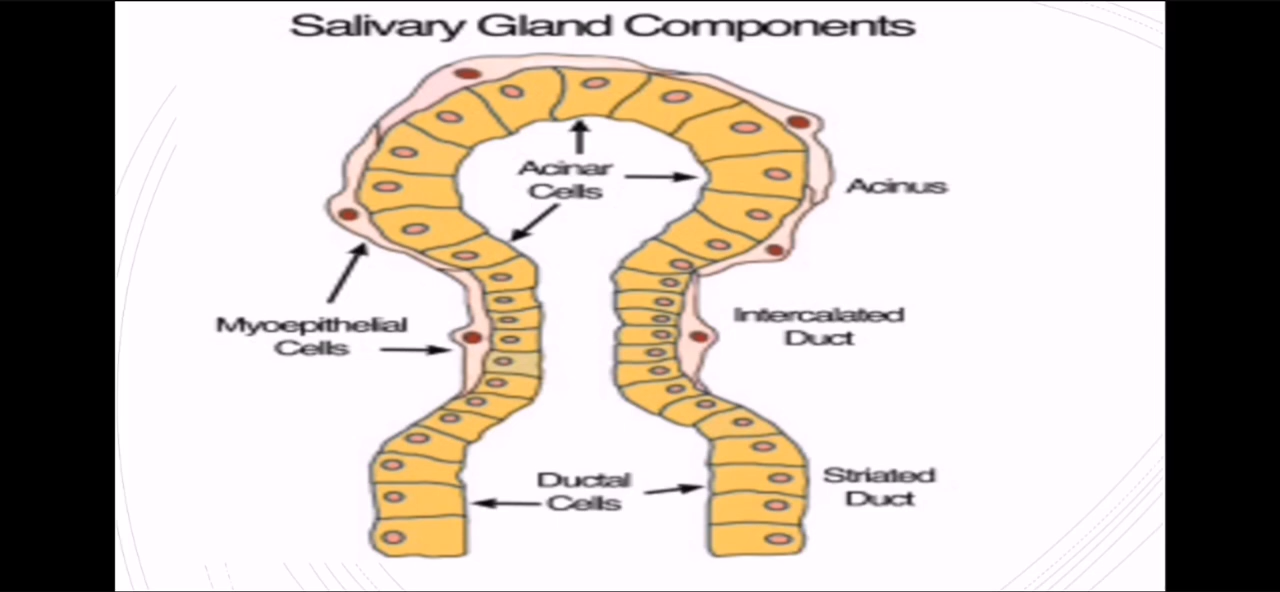 Salivary Gland Components
Acinar
Cells
Acinus
Myoepithelial
Cells
Intercalated
Duct
Ductal
Cells
Striated
Duct